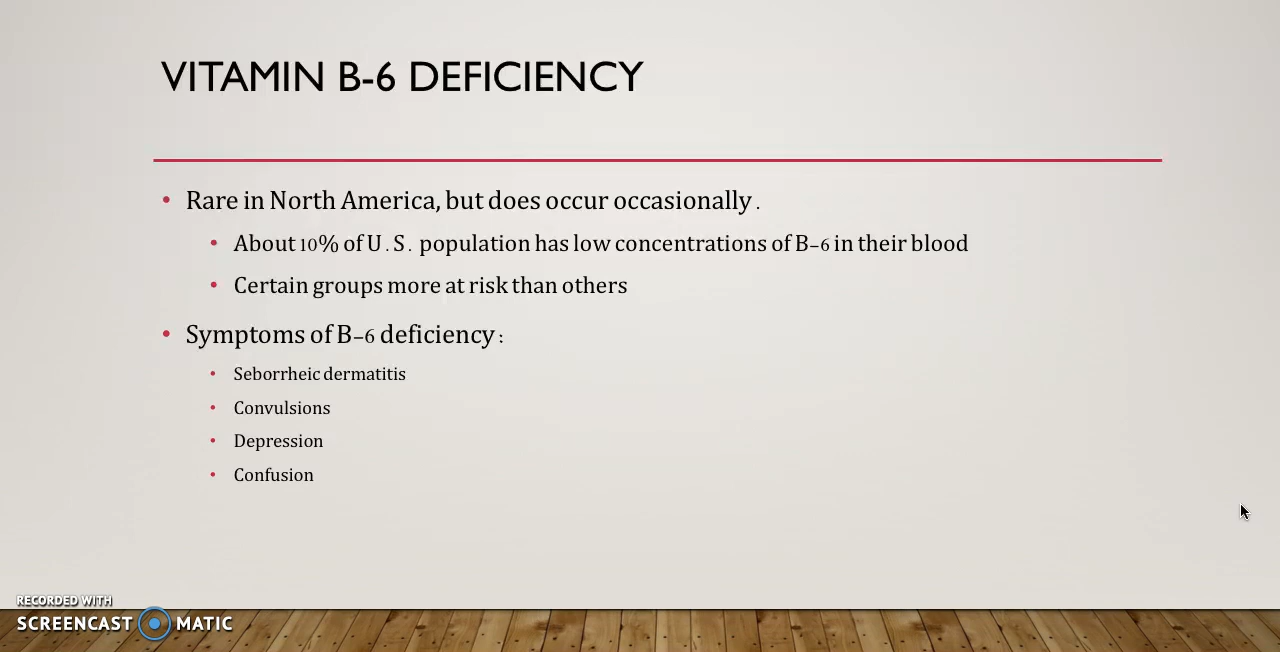 VITAMIN B-6 DEFICIENCY
• Rare in North America, but does occur occasionally.
• About 10% of U.S. population has low concentrations of B–6 in their blood
• Certain groups more at risk than others
• Symptoms of B–6 deficiency:
• Seborrheic dermatitis
• Convulsions
• Depression
• Confusion
RECORDED WITH
SCREENCAST MATIC